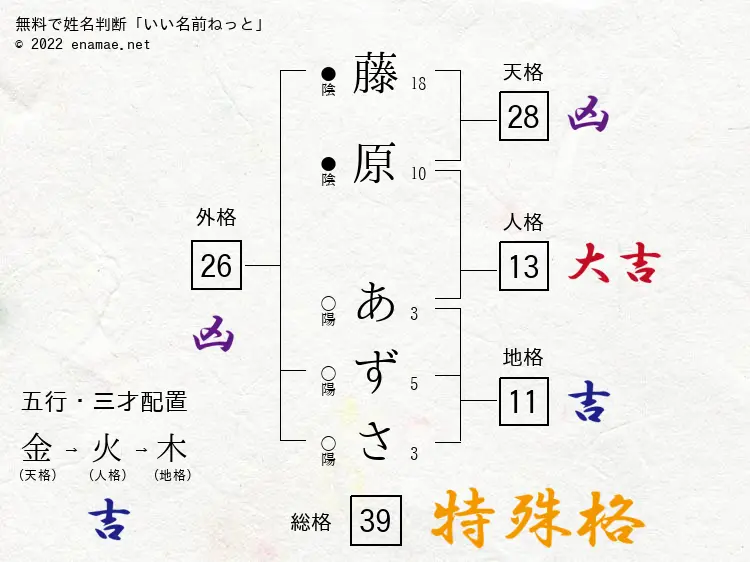 無料で姓名判断「いい名前ねっと」
© 2022 enamae.net
●陰 藤 18
●陰 原 10
○陽 あ 3
○陽 ず 5
○陽 さ 3
天格
28 凶
人格
13 大吉
地格
11 吉
外格
26
凶
五行・三才配置
金→火→木
(天格) (人格) (地格)
吉
総格 39 特殊格